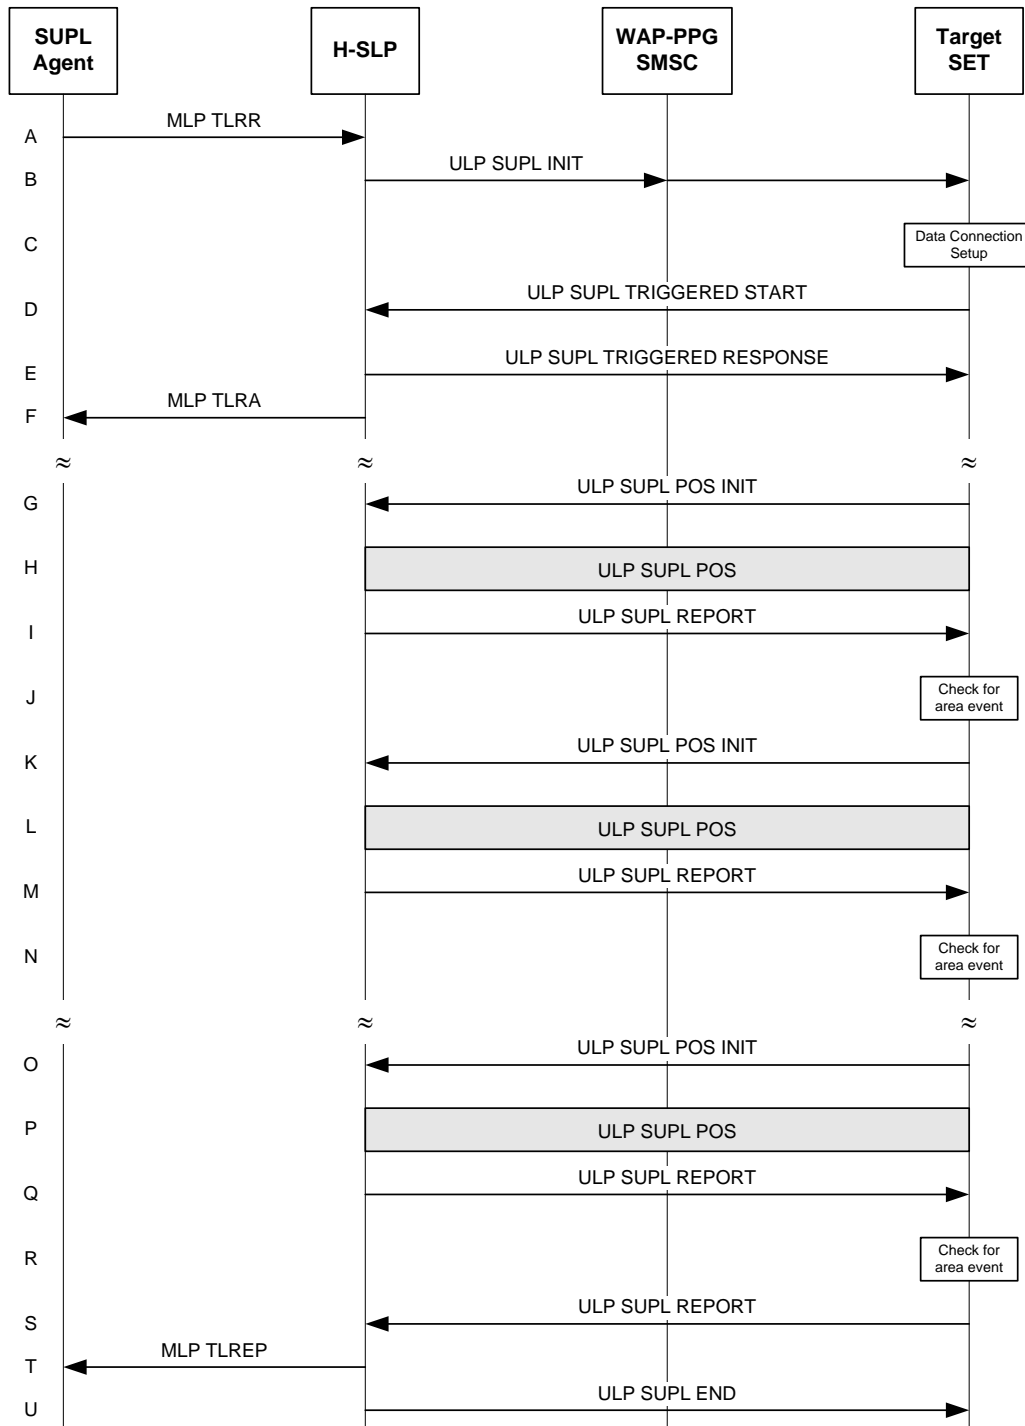 SUPL
Agent
H-SLP
WAP-PPG
SMSC
Target
SET
A
MLP TLRR
B
ULP SUPL INIT
C
Data Connection
Setup
D
ULP SUPL TRIGGERED START
E
ULP SUPL TRIGGERED RESPONSE
F
MLP TLRA
≈ ≈ ≈
G
ULP SUPL POS INIT
H
ULP SUPL POS
I
ULP SUPL REPORT
J
Check for
area event
K
ULP SUPL POS INIT
L
ULP SUPL POS
M
ULP SUPL REPORT
N
Check for
area event
≈ ≈ ≈
O
ULP SUPL POS INIT
P
ULP SUPL POS
Q
ULP SUPL REPORT
R
Check for
area event
S
ULP SUPL REPORT
T
MLP TLREP
U
ULP SUPL END